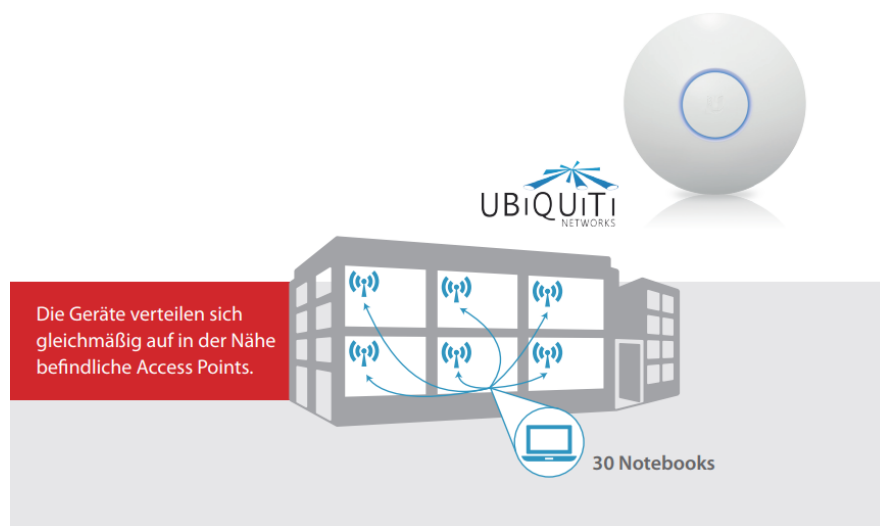 UBiQUiTi
NETWORKS
Die Geräte verteilen sich
gleichmäßig auf in der Nähe
befindliche Access Points.
30 Notebooks